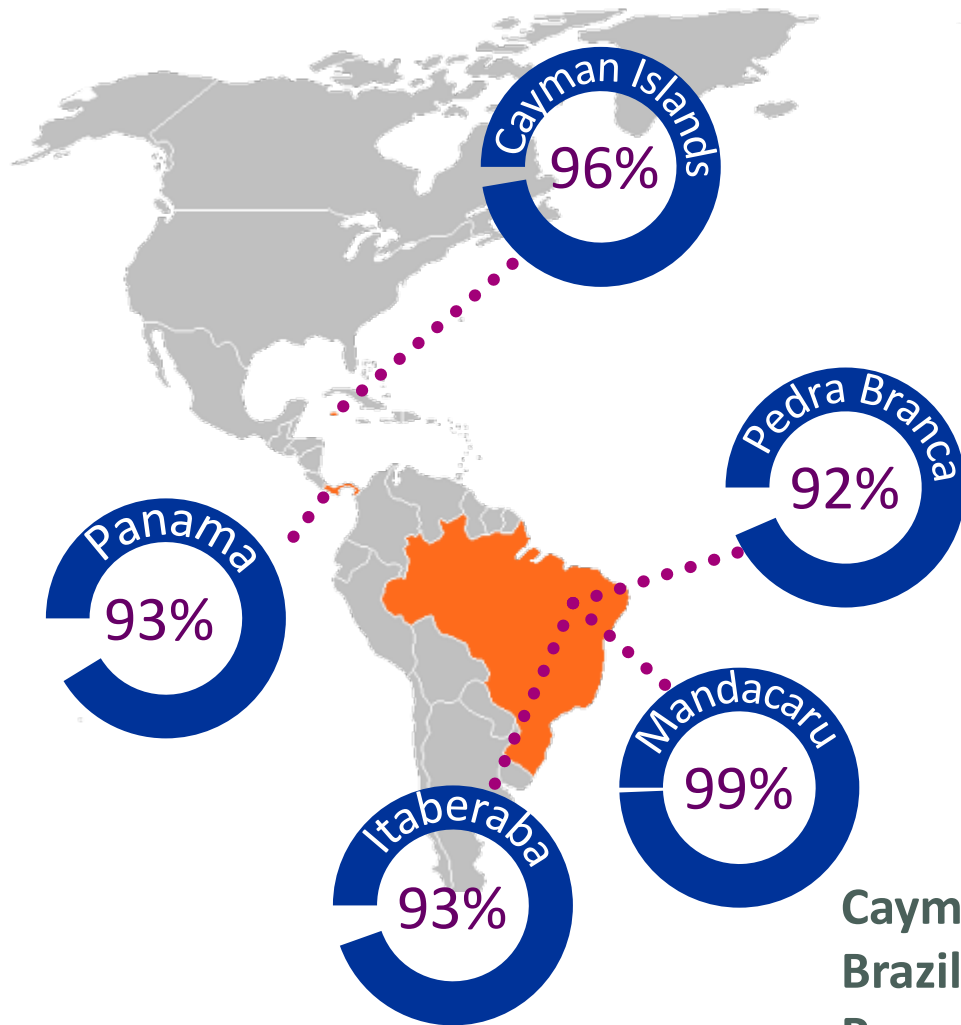 Cayman Islands
96%
Pedra Branca
92%
Panama
93%
Mandacaru
99%
Itaberaba
93%
Caym
Brazil